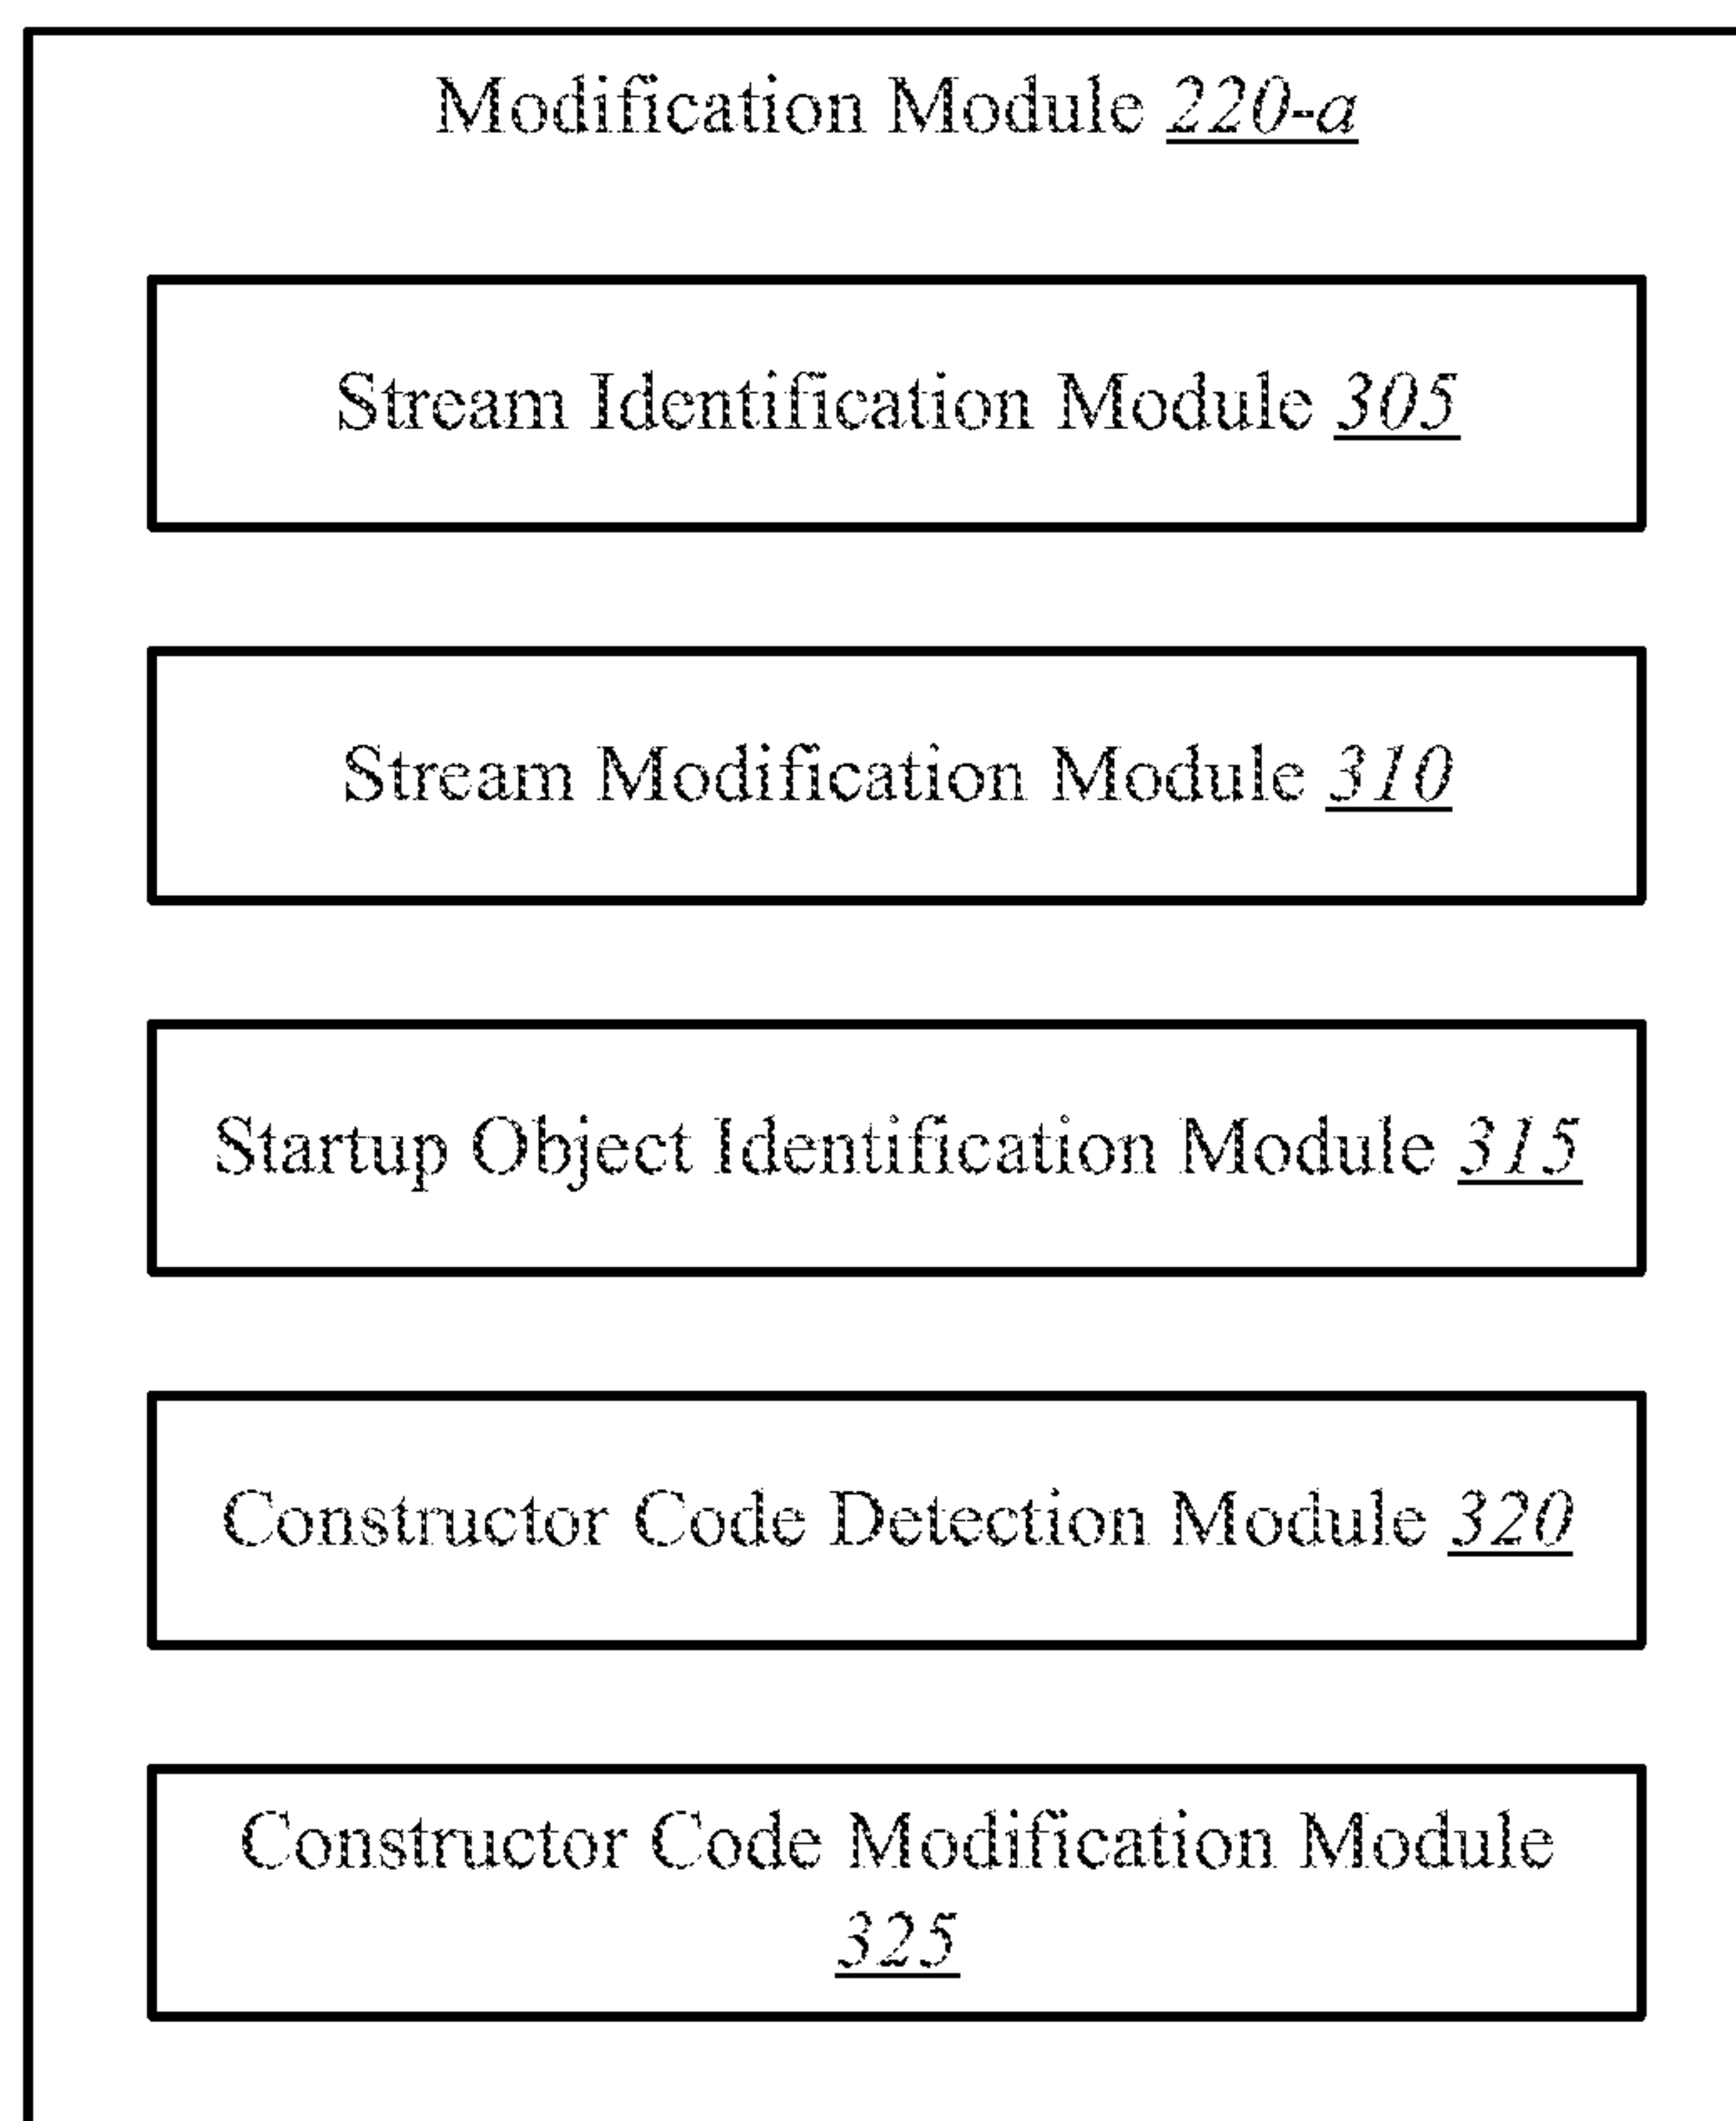 Modification Module 220-a
Stream Identification Module 305
Stream Modification Module 310
Startup Object Identification Module 315
Constructor Code Detection Module 320
Constructor Code Modification Module
325